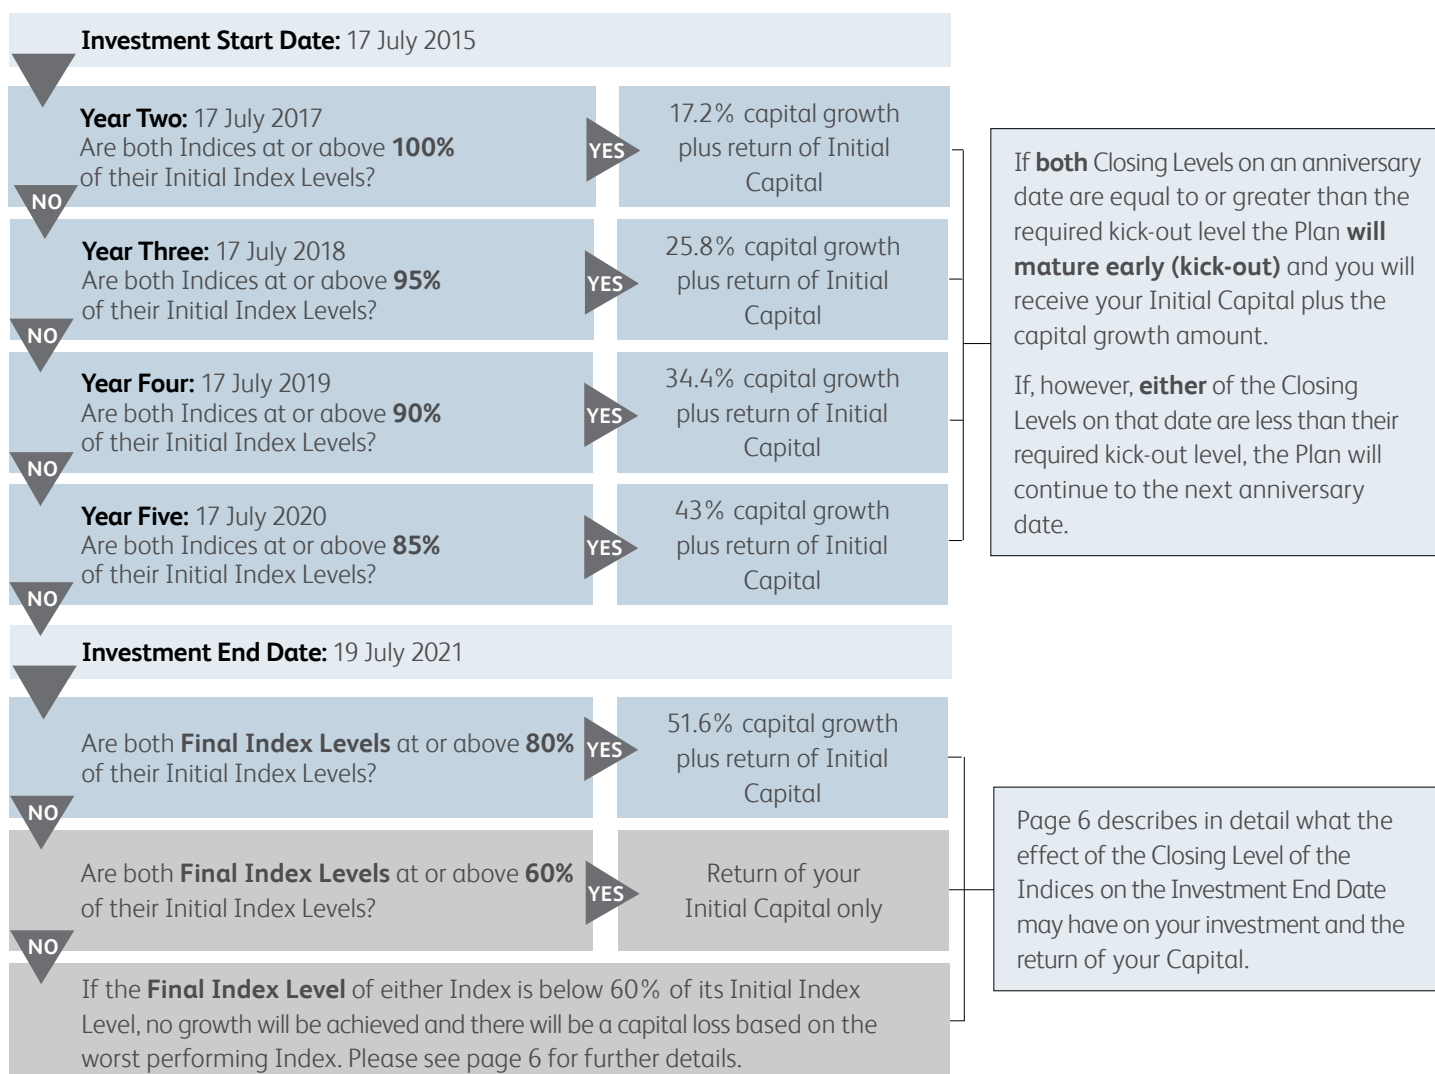 Investment Start Date: 17 July 2015
Year Two: 17 July 2017
Are both Indices at or above 100%
of their Initial Index Levels?
YES
17.2% capital growth
plus return of Initial
Capital
NO
Year Three: 17 July 2018
Are both Indices at or above 95%
of their Initial Index Levels?
YES
25.8% capital growth
plus return of Initial
Capital
NO
Year Four: 17 July 2019
Are both Indices at or above 90%
of their Initial Index Levels?
YES
34.4% capital growth
plus return of Initial
Capital
NO
Year Five: 17 July 2020
Are both Indices at or above 85%
of their Initial Index Levels?
YES
43% capital growth
plus return of Initial
Capital
NO
If both Closing Levels on an anniversary
date are equal to or greater than the
required kick-out level the Plan will
mature early (kick-out) and you will
receive your Initial Capital plus the
capital growth amount.
If, however, either of the Closing
Levels on that date are less than their
required kick-out level, the Plan will
continue to the next anniversary
date.
Investment End Date: 19 July 2021
Are both Final Index Levels at or above 80%
of their Initial Index Levels?
YES
51.6% capital growth
plus return of Initial
Capital
NO
Are both Final Index Levels at or above 60%
of their Initial Index Levels?
YES
Return of your
Initial Capital only
NO
If the Final Index Level of either Index is below 60% of its Initial Index
Level, no growth will be achieved and there will be a capital loss based on the
worst performing Index. Please see page 6 for further details.
Page 6 describes in detail what the
effect of the Closing Level of the
Indices on the Investment End Date
may have on your investment and the
return of your Capital.